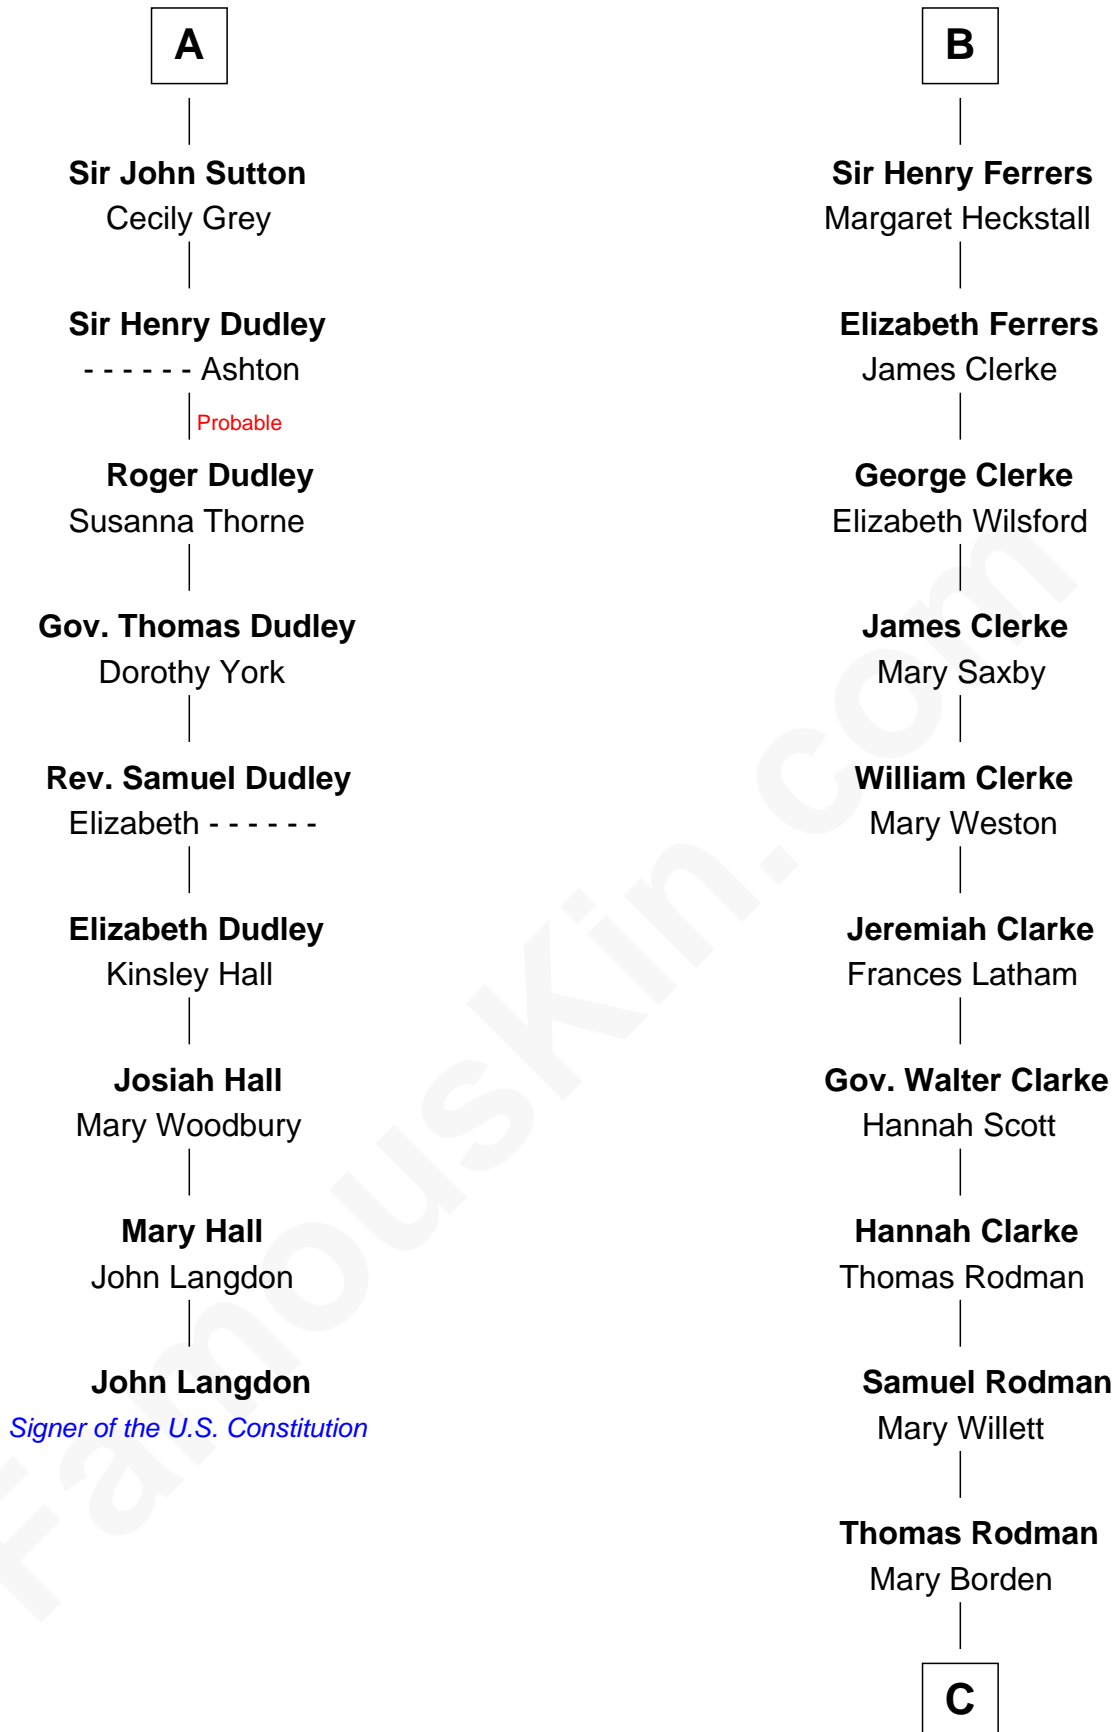 A
Sir John Sutton
Cecily Grey
Sir Henry Dudley
- - - - - - Ashton
Probable
Roger Dudley
Susanna Thorne
Gov. Thomas Dudley
Dorothy York
Rev. Samuel Dudley
Elizabeth - - - - - -
Elizabeth Dudley
Kinsley Hall
Josiah Hall
Mary Woodbury
Mary Hall
John Langdon
John Langdon
Signer of the U.S. Constitution
B
Sir Henry Ferrers
Margaret Heckstall
Elizabeth Ferrers
James Clerke
George Clerke
Elizabeth Wilsford
James Clerke
Mary Saxby
William Clerke
Mary Weston
Jeremiah Clarke
Frances Latham
Gov. Walter Clarke
Hannah Scott
Hannah Clarke
Thomas Rodman
Samuel Rodman
Mary Willett
Thomas Rodman
Mary Borden
C
FamousKin.com